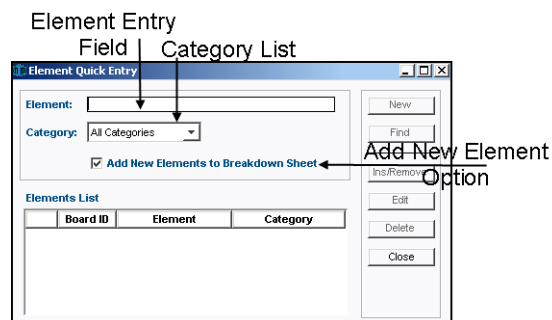 Element Entry
Field
Category List
Element Quick Entry
Element:
New
Category: All Categories
Find
Add New Element
Option
Add New Elements to Breakdown Sheet
Ins/Remove
Elements List
Edit
Board ID Element Category
Delete
Close